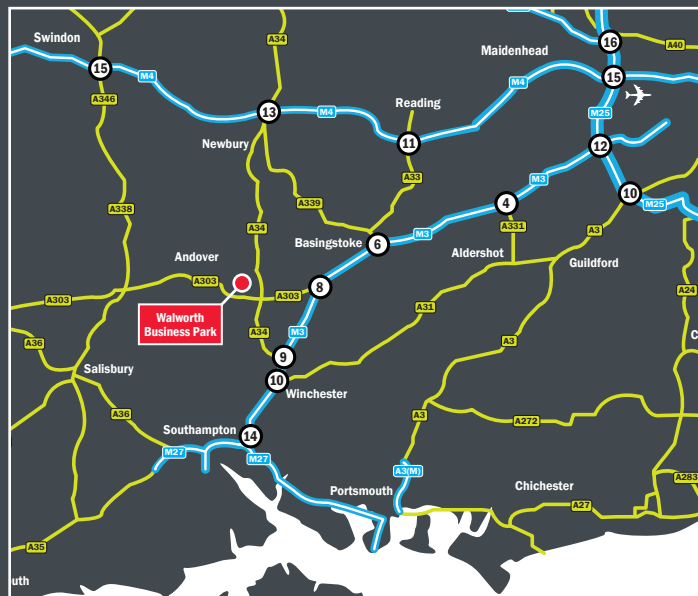 A34
16
A40
Swindon
Maidenhead
15
M4
M4
15
A346
13
M4
Reading
M25
Newbury
11
12
A33
M3
10
A338
A339
4
M25
A34
M3
A331
A3
Basingstoke
6
Andover
Aldershot
Guildford
A303
8
A303
A303
A24
Walworth
Business Park
A31
A36
A34
M3
A3
C
9
Salisbury
10
Winchester
A36
A3
A272
Southampton
14
M27
M27
A3(M)
A283
Portsmouth
Chichester
A27
A35
uth